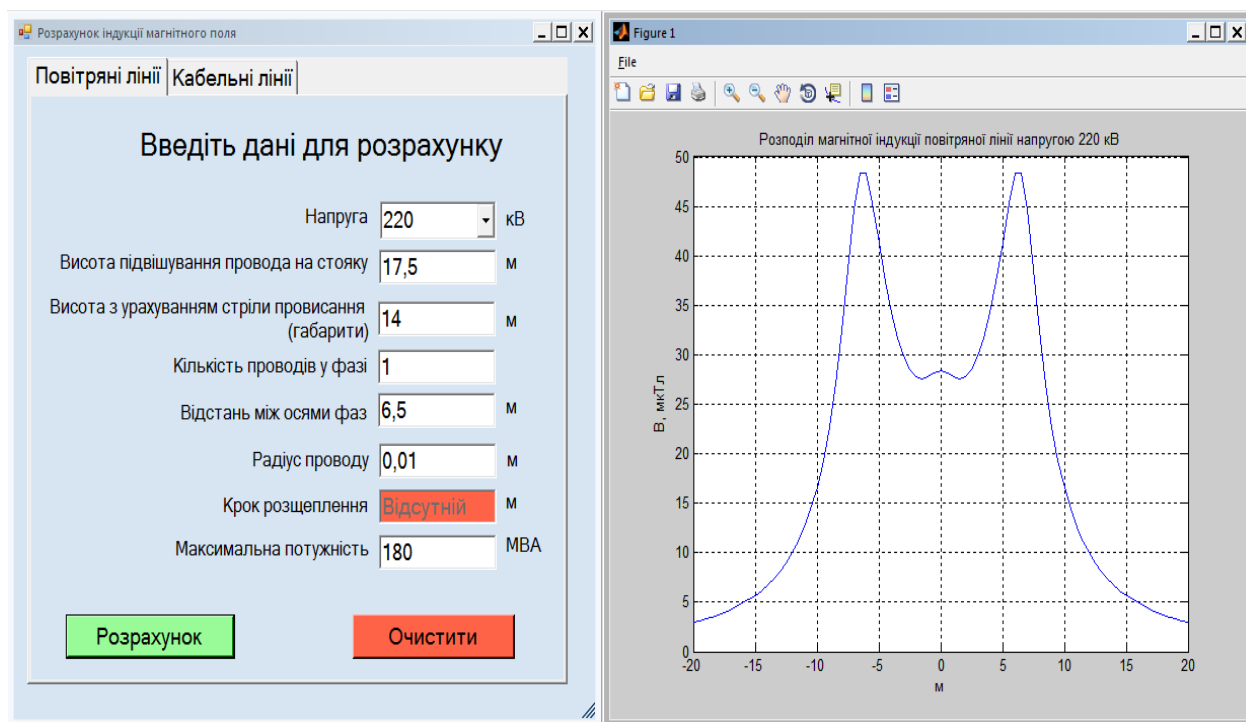 Розрахунок індукції магнітного поля
Повітряні лінії Кабельні лінії
Введіть дані для розрахунку
Напруга 220 кВ
Висота підвішування провода на стояку 17,5 м
Висота з урахуванням стріли провисання
(габарити) 14 м
Кількість проводів у фазі 1
Відстань між осями фаз 6,5 м
Радіус проводу 0,01 м
Крок розщеплення Відсутній м
Максимальна потужність 180 МВА
Розрахунок Очистити
Figure 1
File
Розподіл магнітної індукції повітряної лінії напругою 220 кВ
50
45
40
35
30
25
20
15
10
5
0
В, мкТл
-20 -15 -10 -5 0 5 10 15 20
м